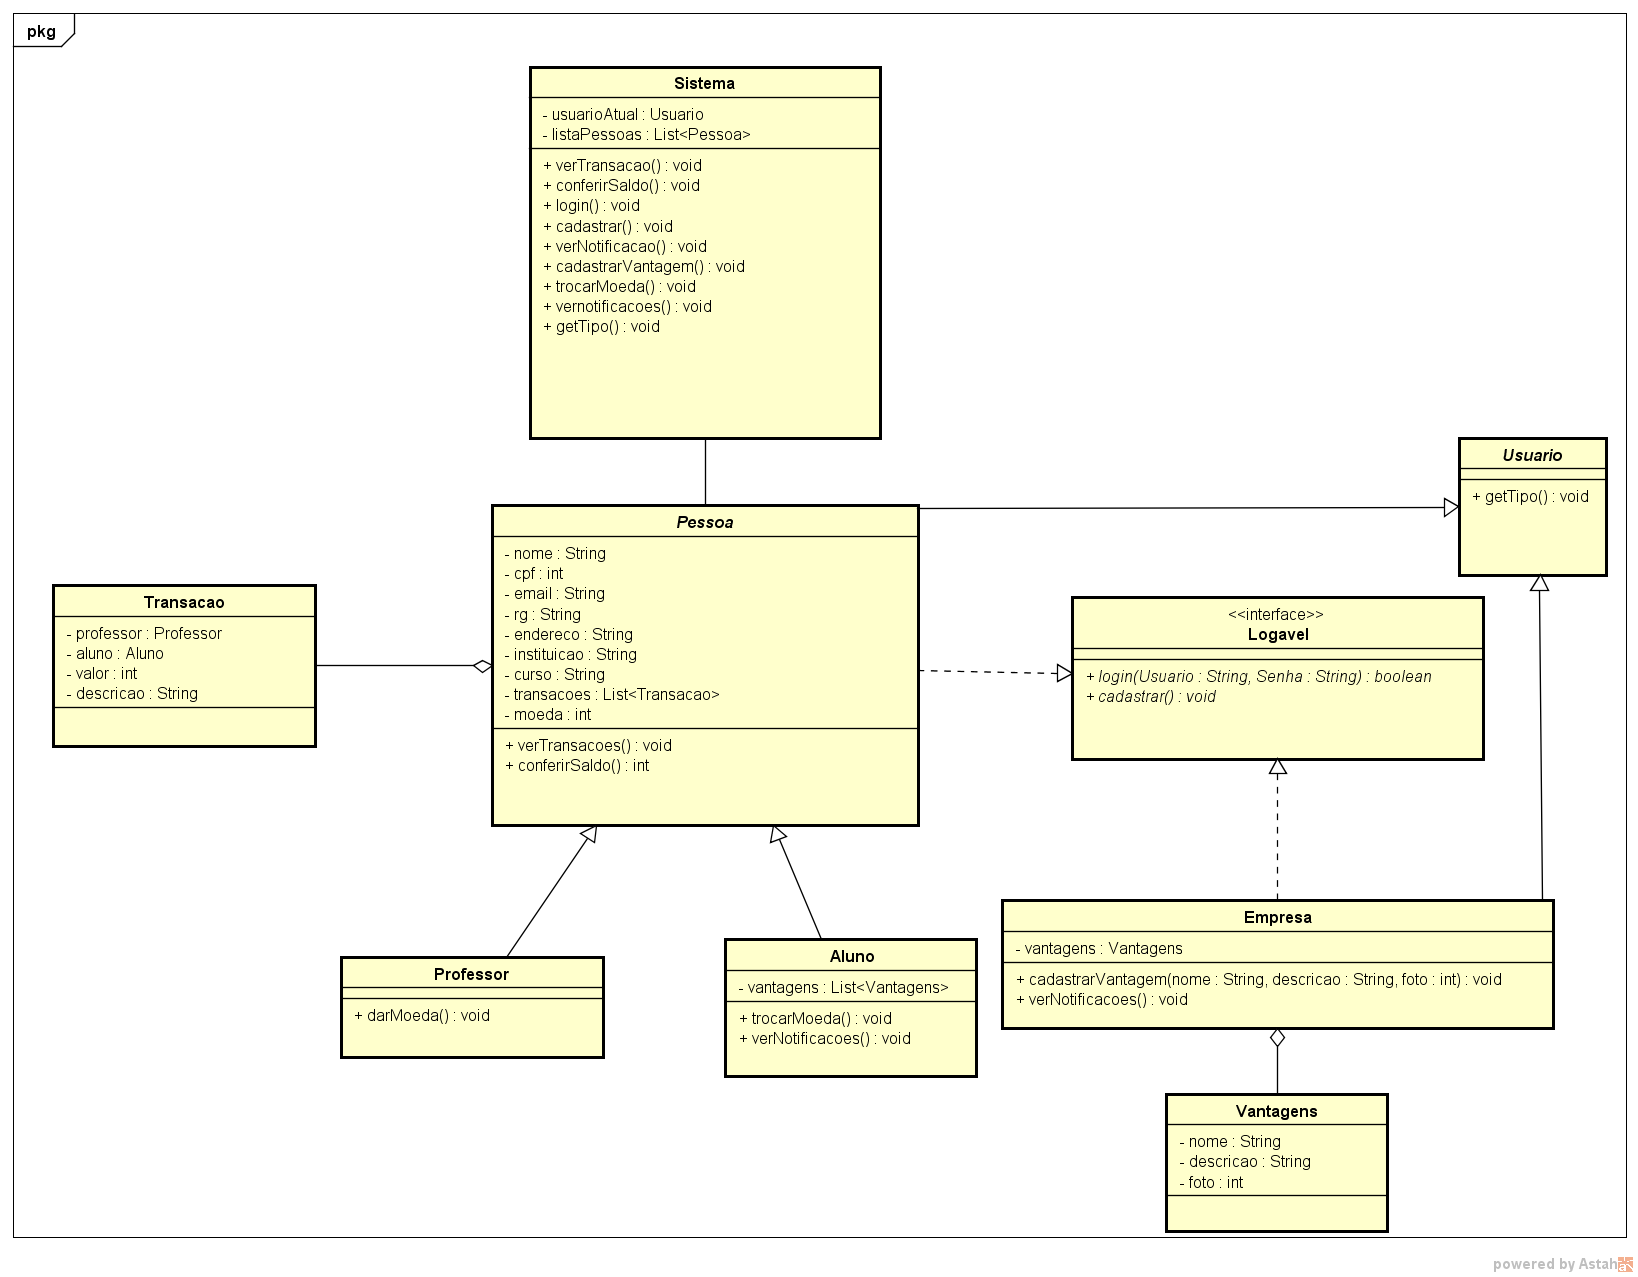 pkg
Sistema
- usuarioAtual : Usuario
- listaPessoas : List<Pessoa>
+ verTransacao() : void
+ conferirSaldo() : void
+ login() : void
+ cadastrar() : void
+ verNotificacao() : void
+ cadastrarVantagem() : void
+ trocarMoeda() : void
+ vernotificacoes() : void
+ getTipo() : void
Usuario
+ getTipo() : void
Pessoa
- nome : String
- cpf : int
- email : String
- rg : String
- endereco : String
- instituicao : String
- curso : String
- transacoes : List<Transacao>
- moeda : int
+ verTransacoes() : void
+ conferirSaldo() : int
Transacao
- professor : Professor
- aluno : Aluno
- valor : int
- descricao : String
<<interface>>
Logavel
+ login(Usuario : String, Senha : String) : boolean
+ cadastrar() : void
Professor
+ darMoeda() : void
Aluno
- vantagens : List<Vantagens>
+ trocarMoeda() : void
+ verNotificacoes() : void
Empresa
- vantagens : Vantagens
+ cadastrarVantagem(nome : String, descricao : String, foto : int) : void
+ verNotificacoes() : void
Vantagens
- nome : String
- descricao : String
- foto : int
powered by Astah